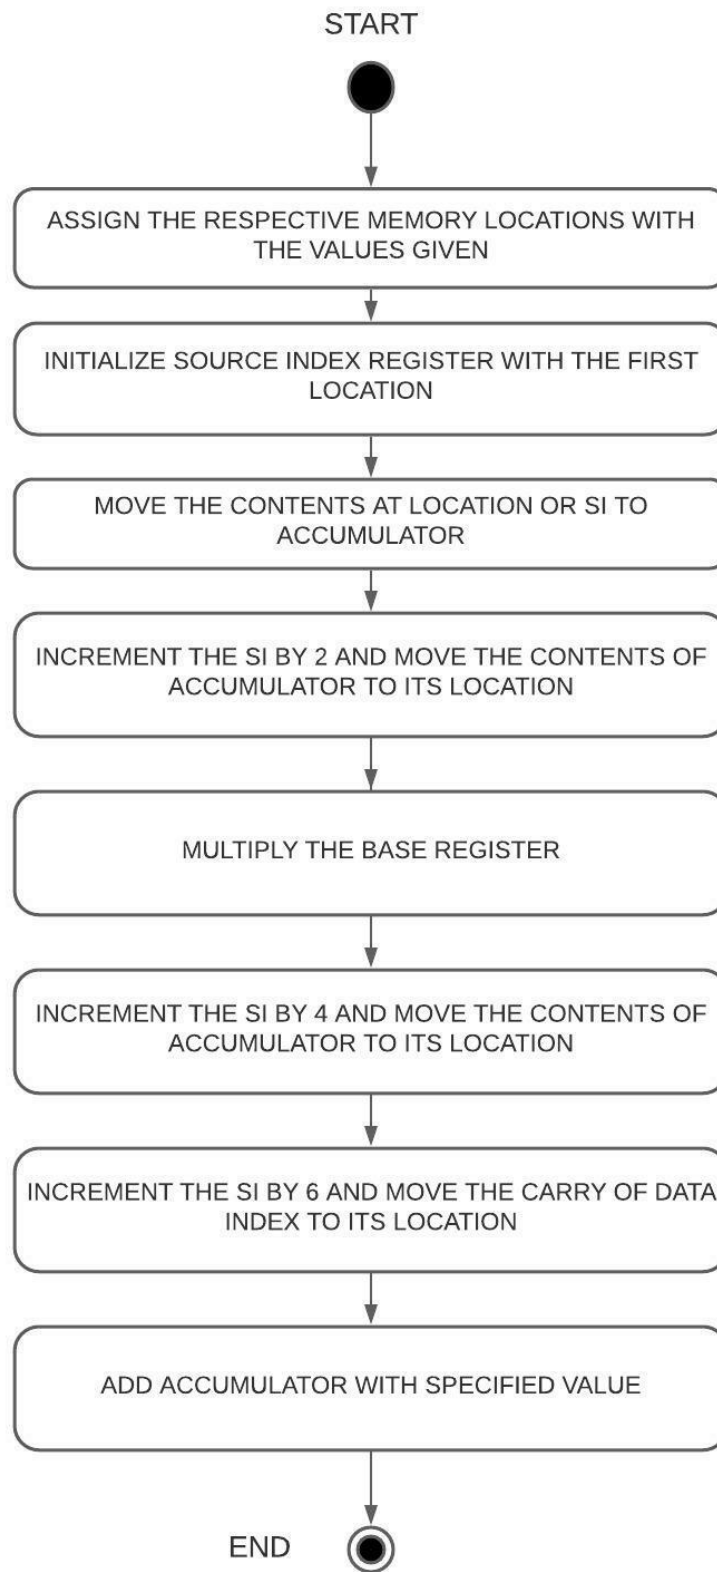 START
ASSIGN THE RESPECTIVE MEMORY LOCATIONS WITH
THE VALUES GIVEN
INITIALIZE SOURCE INDEX REGISTER WITH THE FIRST
LOCATION
MOVE THE CONTENTS AT LOCATION OR SI TO
ACCUMULATOR
INCREMENT THE SI BY 2 AND MOVE THE CONTENTS OF
ACCUMULATOR TO ITS LOCATION
MULTIPLY THE BASE REGISTER
INCREMENT THE SI BY 4 AND MOVE THE CONTENTS OF
ACCUMULATOR TO ITS LOCATION
INCREMENT THE SI BY 6 AND MOVE THE CARRY OF DATA
INDEX TO ITS LOCATION
ADD ACCUMULATOR WITH SPECIFIED VALUE
END